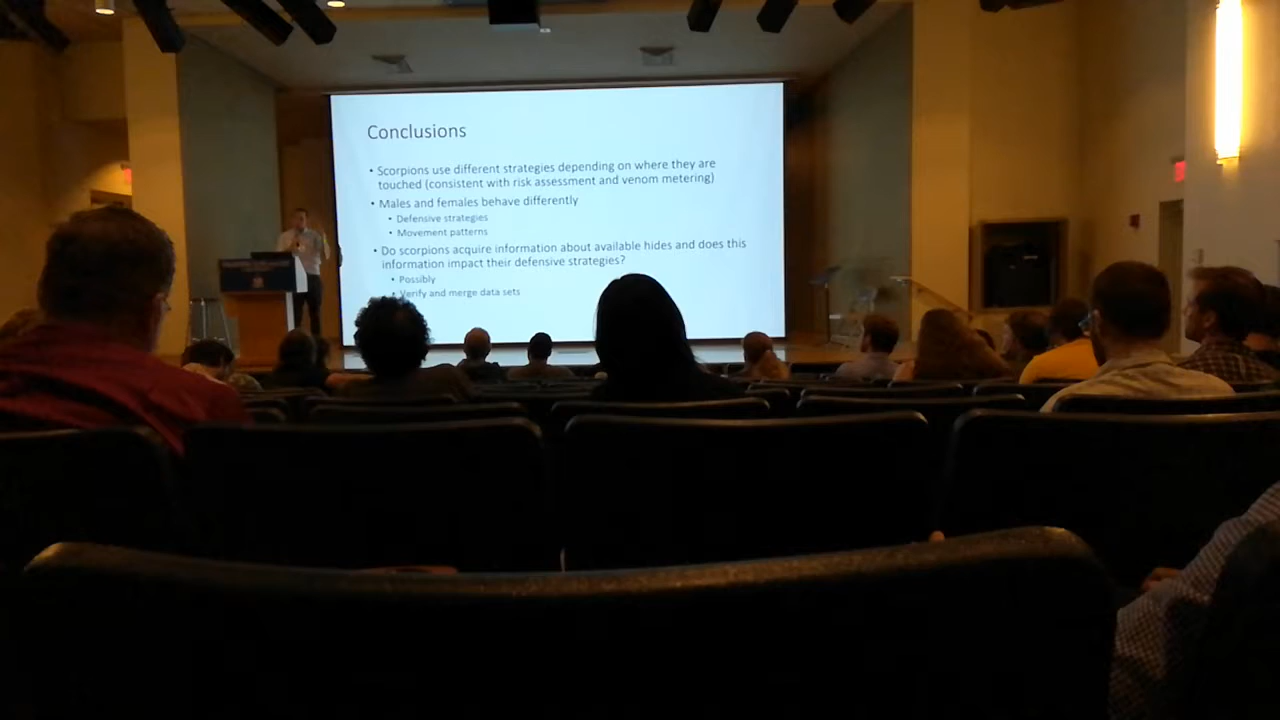 Conclusions
• Scorpions use different strategies depending on where they are
touched (consistent with risk assessment and venom metering)
• Males and females behave differently
• Defensive strategies
• Movement patterns
• Do scorpions acquire information about available hides and does this
information impact their defensive strategies?
• Possibly
• Verify and merge data sets